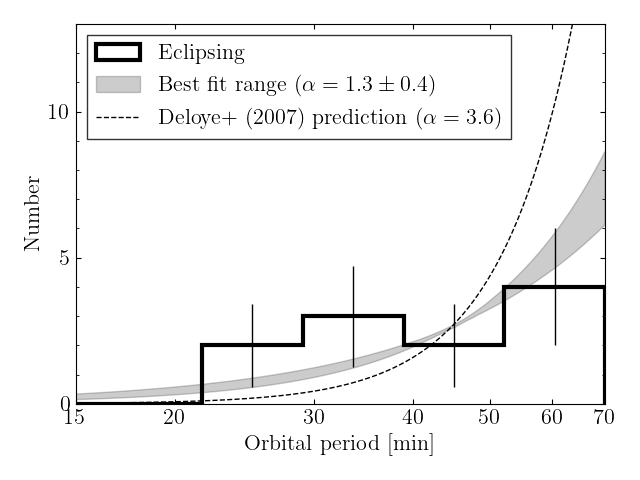 Eclipsing
Best fit range (α = 1.3 ± 0.4)
Deloye+ (2007) prediction (α = 3.6)
10
5
0
Number
15 20 30 40 50 60 70
Orbital period [min]